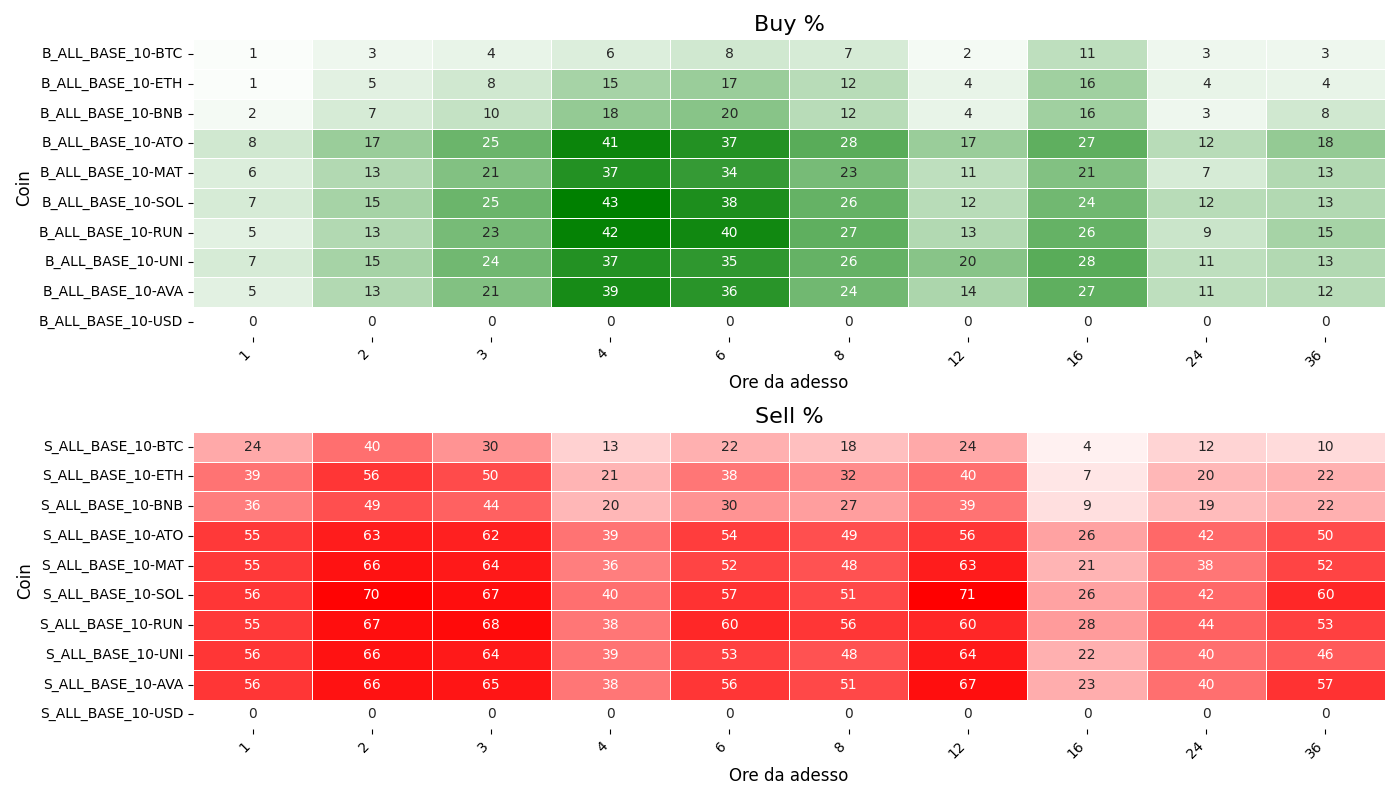 Buy %
Coin
B_ALL_BASE_10-BTC 1 3 4 6 8 7 2 11 3 3
B_ALL_BASE_10-ETH 1 5 8 15 17 12 4 16 4 4
B_ALL_BASE_10-BNB 2 7 10 18 20 12 4 16 3 8
B_ALL_BASE_10-ATO 8 17 25 41 37 28 17 27 12 18
B_ALL_BASE_10-MAT 6 13 21 37 34 23 11 21 7 13
B_ALL_BASE_10-SOL 7 15 25 43 38 26 12 24 12 13
B_ALL_BASE_10-RUN 5 13 23 42 40 27 13 26 9 15
B_ALL_BASE_10-UNI 7 15 24 37 35 26 20 28 11 13
B_ALL_BASE_10-AVA 5 13 21 39 36 24 14 27 11 12
B_ALL_BASE_10-USD 0 0 0 0 0 0 0 0 0 0
1 2 3 4 6 8 12 16 24 36
Ore da adesso
Sell %
Coin
S_ALL_BASE_10-BTC 24 40 30 13 22 18 24 4 12 10
S_ALL_BASE_10-ETH 39 56 50 21 38 32 40 7 20 22
S_ALL_BASE_10-BNB 36 49 44 20 30 27 39 9 19 22
S_ALL_BASE_10-ATO 55 63 62 39 54 49 56 26 42 50
S_ALL_BASE_10-MAT 55 66 64 36 52 48 63 21 38 52
S_ALL_BASE_10-SOL 56 70 67 40 57 51 71 26 42 60
S_ALL_BASE_10-RUN 55 67 68 38 60 56 60 28 44 53
S_ALL_BASE_10-UNI 56 66 64 39 53 48 64 22 40 46
S_ALL_BASE_10-AVA 56 66 65 38 56 51 67 23 40 57
S_ALL_BASE_10-USD 0 0 0 0 0 0 0 0 0 0
1 2 3 4 6 8 12 16 24 36
Ore da adesso